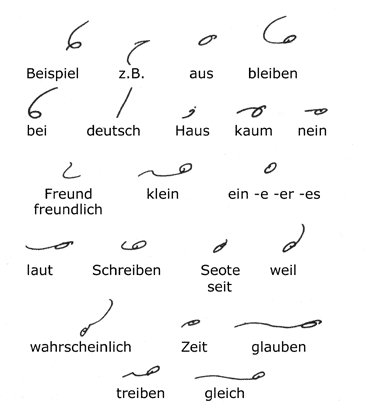 Beispiel z.B. aus bleiben
bei deutsch Haus kaum nein
Freund klein ein -e -er -es
freundlich
laut Schreiben Seote weil
seit
wahrscheinlich Zeit glauben
treiben gleich